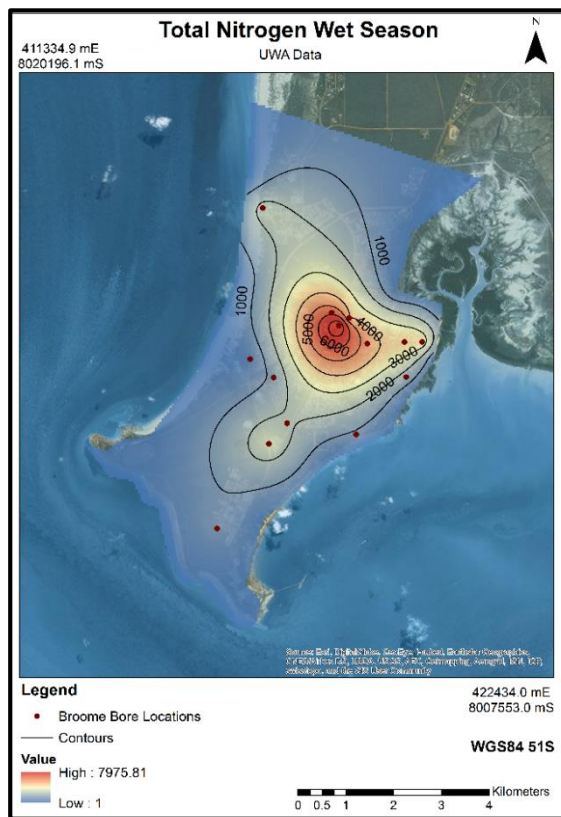 Total Nitrogen Wet Season
UWA Data
N
411334.9 mE
8020196.1 mS
1000
1000
4000
5000
6000
3000
2000
Legend
Broome Bore Locations
Contours
Value
High : 7975.81
Low : 1
422434.0 mE
8007553.0 mS
WGS84 51S
Kilometers
0 0.5 1 2 3 4